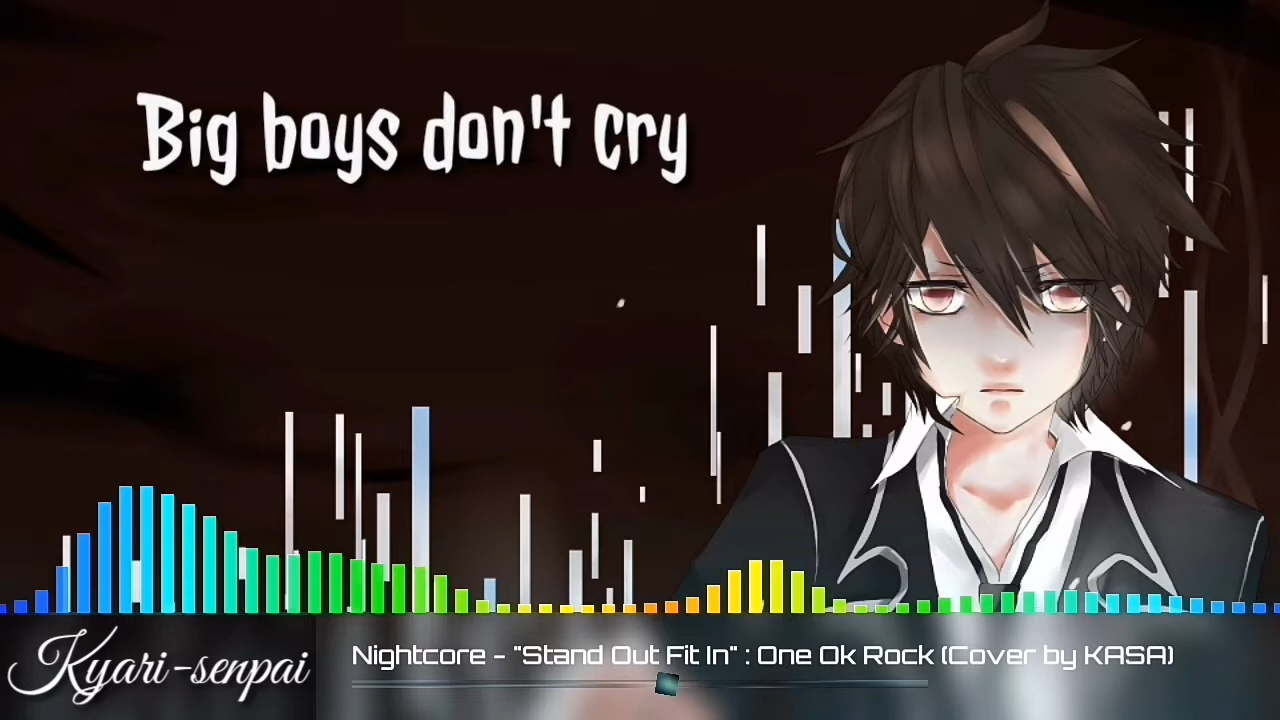 Big boys don't cry
Kyari-senpai
Nightcore - "Stand Out Fit In" : One Ok Rock (Cover by KASA)